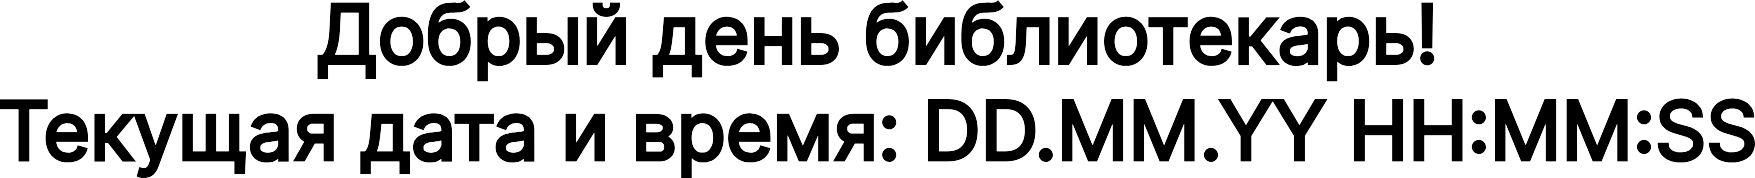 Добрый день библиотекарь!
Текущая дата и время: DD.MM.YY HH:MM:SS